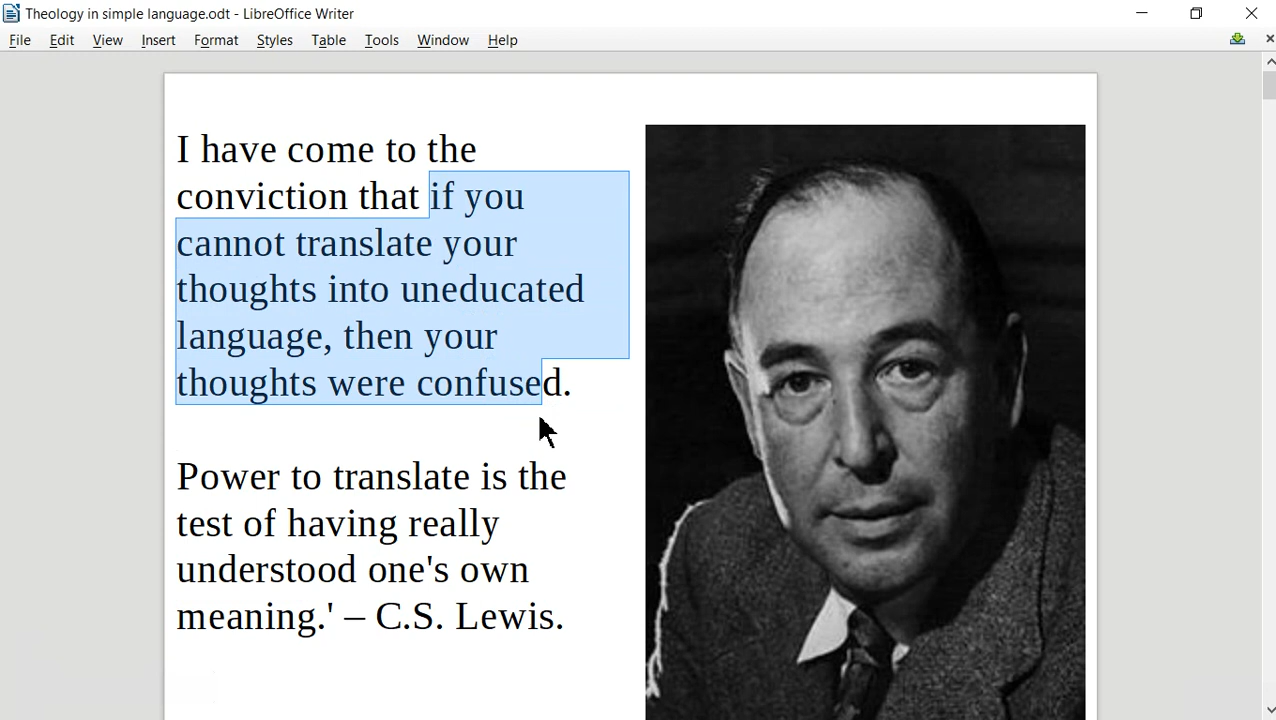 Theology in simple language.odt - LibreOffice Writer
File Edit View Insert Format Styles Table Tools Window Help
I have come to the
conviction that if you
cannot translate your
thoughts into uneducated
language, then your
thoughts were confused.
Power to translate is the
test of having really
understood one's own
meaning.' – C.S. Lewis.